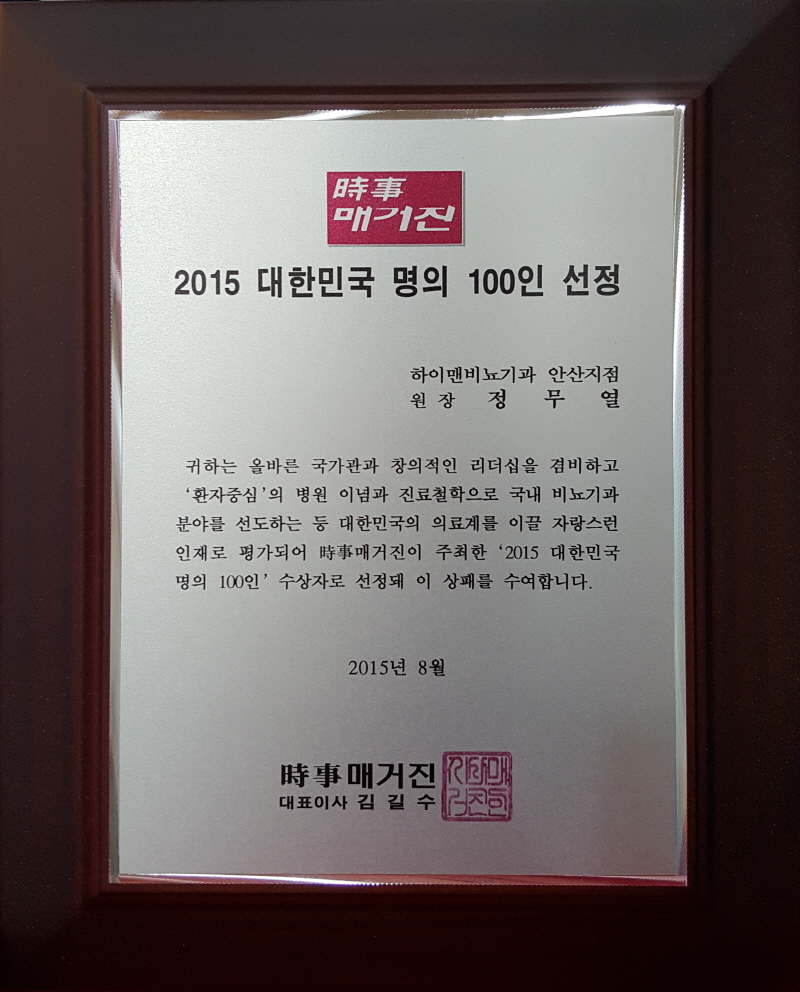 時事
매거진
2015 대한민국 명의 100인 선정
하이맨비뇨기과 안산지점
원 장 정 무 열
귀하는 올바른 국가관과 창의적인 리더십을 겸비하고
‘환자중심’의 병원 이념과 진료철학으로 국내 비뇨기과
분야를 선도하는 등 대한민국의 의료계를 이끌 자랑스런
인재로 평가되어 時事매거진이 주최한 ‘2015 대한민국
명의 100인’ 수상자로 선정돼 이 상패를 수여합니다.
2015년 8월
時事매거진
대표이사 김 길 수